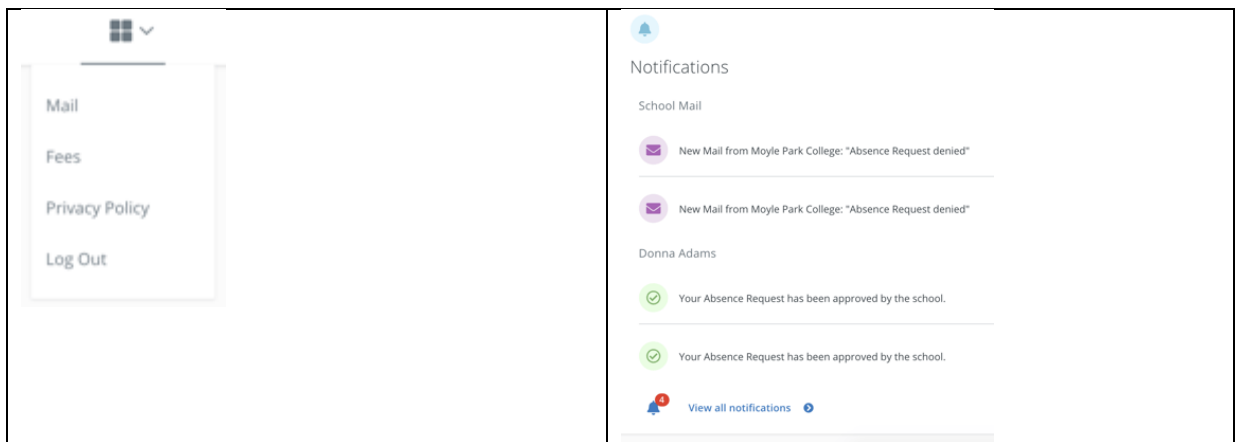 Mail
Fees
Privacy Policy
Log Out
Notifications
School Mail
New Mail from Moyle Park College: "Absence Request denied"
New Mail from Moyle Park College: "Absence Request denied"
Donna Adams
Your Absence Request has been approved by the school.
Your Absence Request has been approved by the school.
4
View all notifications